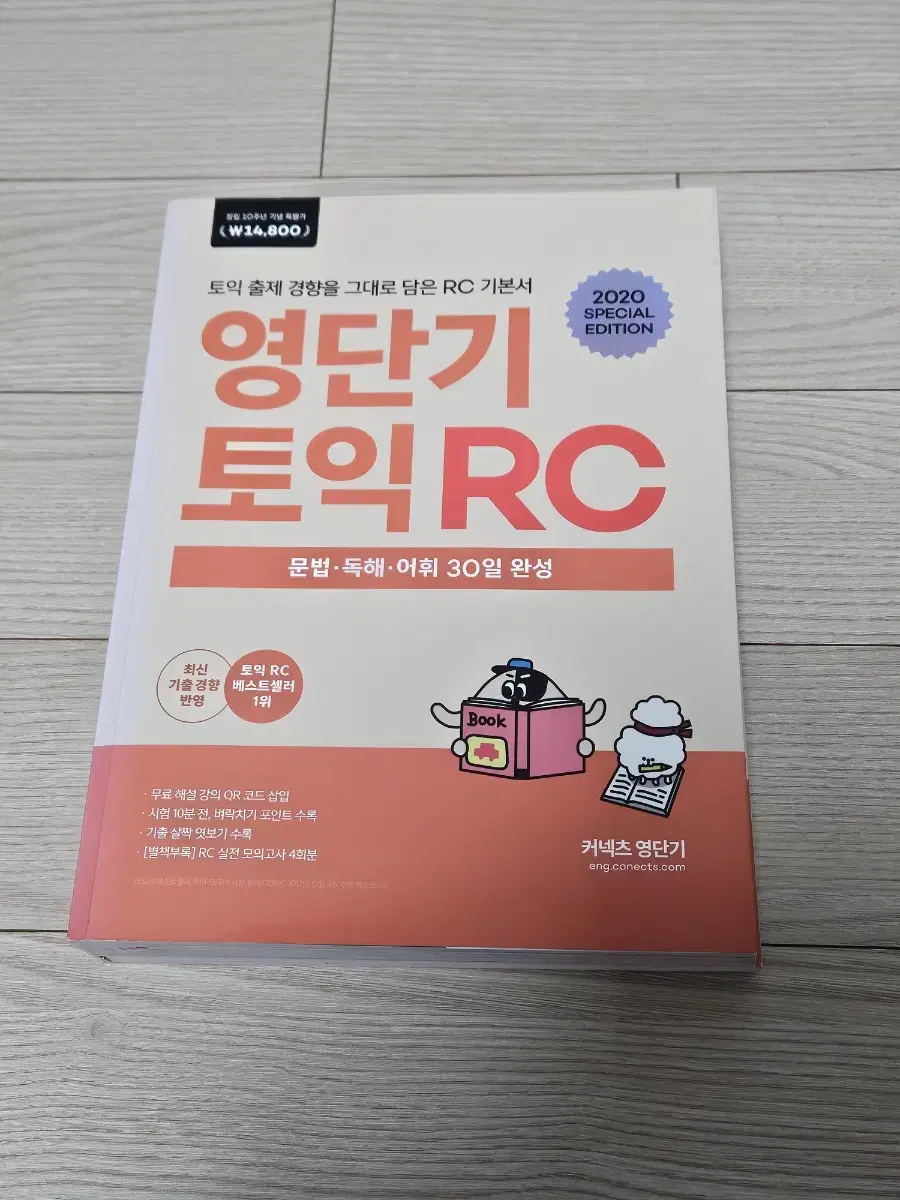 창립 10주년 기념 특별가
₩14,800
토익 출제 경향을 그대로 담은 RC 기본서
2020
SPECIAL
EDITION
영단기
토익 RC
문법·독해·어휘 30일 완성
최신
기출 경향
반영
토익 RC
베스트셀러
1위
Book
· 무료 해설 강의 QR 코드 삽입
· 시험 10분 전, 벼락치기 포인트 수록
· 기출 살짝 엿보기 수록
· [별책부록] RC 실전 모의고사 4회분
커넥츠 영단기
eng.conects.com